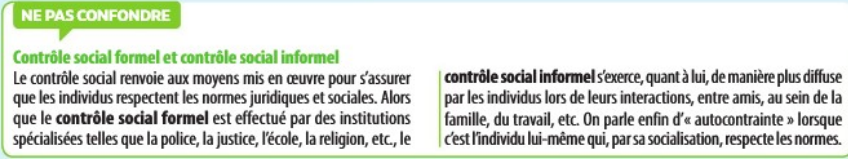 NE PAS CONFONDRE
Contrôle social formel et contrôle social informel
Le contrôle social renvoie aux moyens mis en œuvre pour s’assurer
que les individus respectent les normes juridiques et sociales. Alors
que le contrôle social formel est effectué par des institutions
spécialisées telles que la police, la justice, l’école, la religion, etc., le
contrôle social informel s’exerce, quant à lui, de manière plus diffuse
par les individus lors de leurs interactions, entre amis, au sein de la
famille, du travail, etc. On parle enfin d’« autocontrainte » lorsque
c’est l’individu lui-même qui, par sa socialisation, respecte les normes.